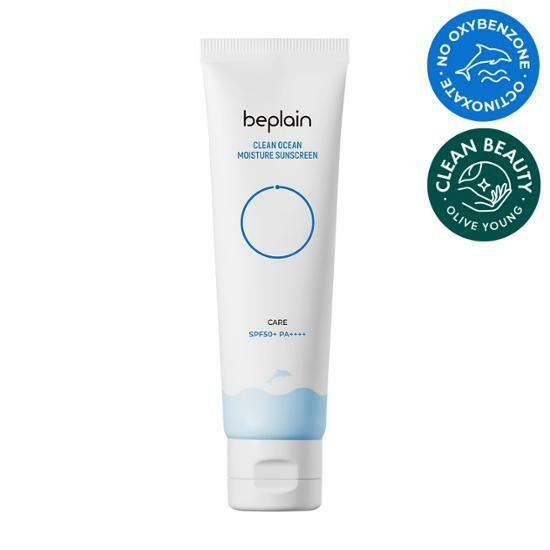 beplain
CLEAN OCEAN
MOISTURE SUNSCREEN
CARE
SPF50+ PA++++
NO OXYBENZONE · OCTINOXATE ·
CLEAN BEAUTY
· OLIVE YOUNG ·